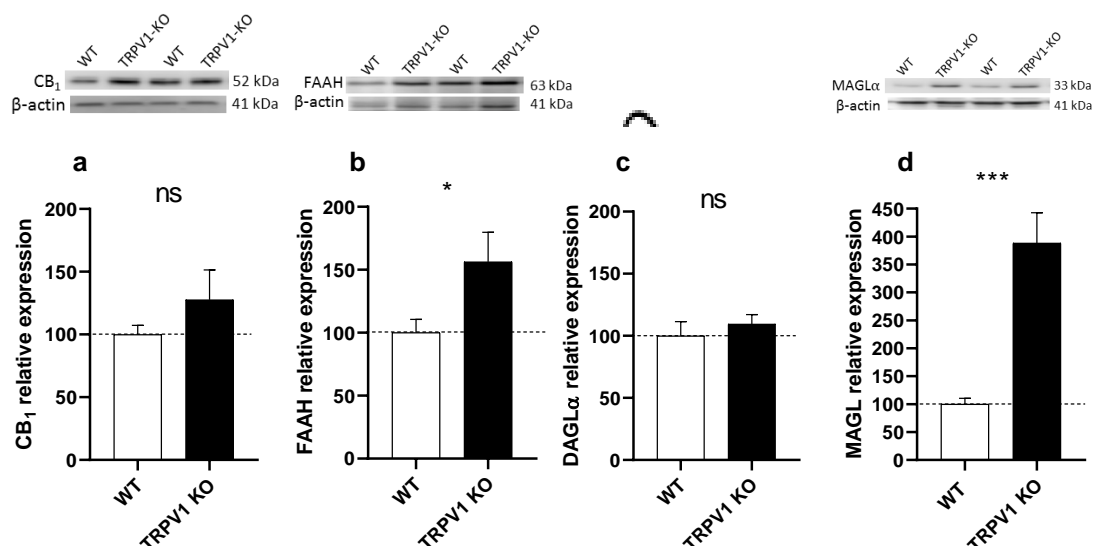 WT TRPV1-KO WT TRPV1-KO
CB₁ 52 kDa
β-actin 41 kDa
WT TRPV1-KO WT TRPV1-KO
FAAH 63 kDa
β-actin 41 kDa
WT TRPV1-KO WT TRPV1-KO
MAGLα 33 kDa
β-actin 41 kDa
a
ns
CB₁ relative expression
200
150
100
50
0
WT
TRPV1 KO
b
*
FAAH relative expression
200
150
100
50
0
WT
TRPV1 KO
c
ns
DAGLα relative expression
200
150
100
50
0
WT
TRPV1 KO
d
***
MAGL relative expression
450
400
350
300
250
200
150
100
50
0
WT
TRPV1 KO